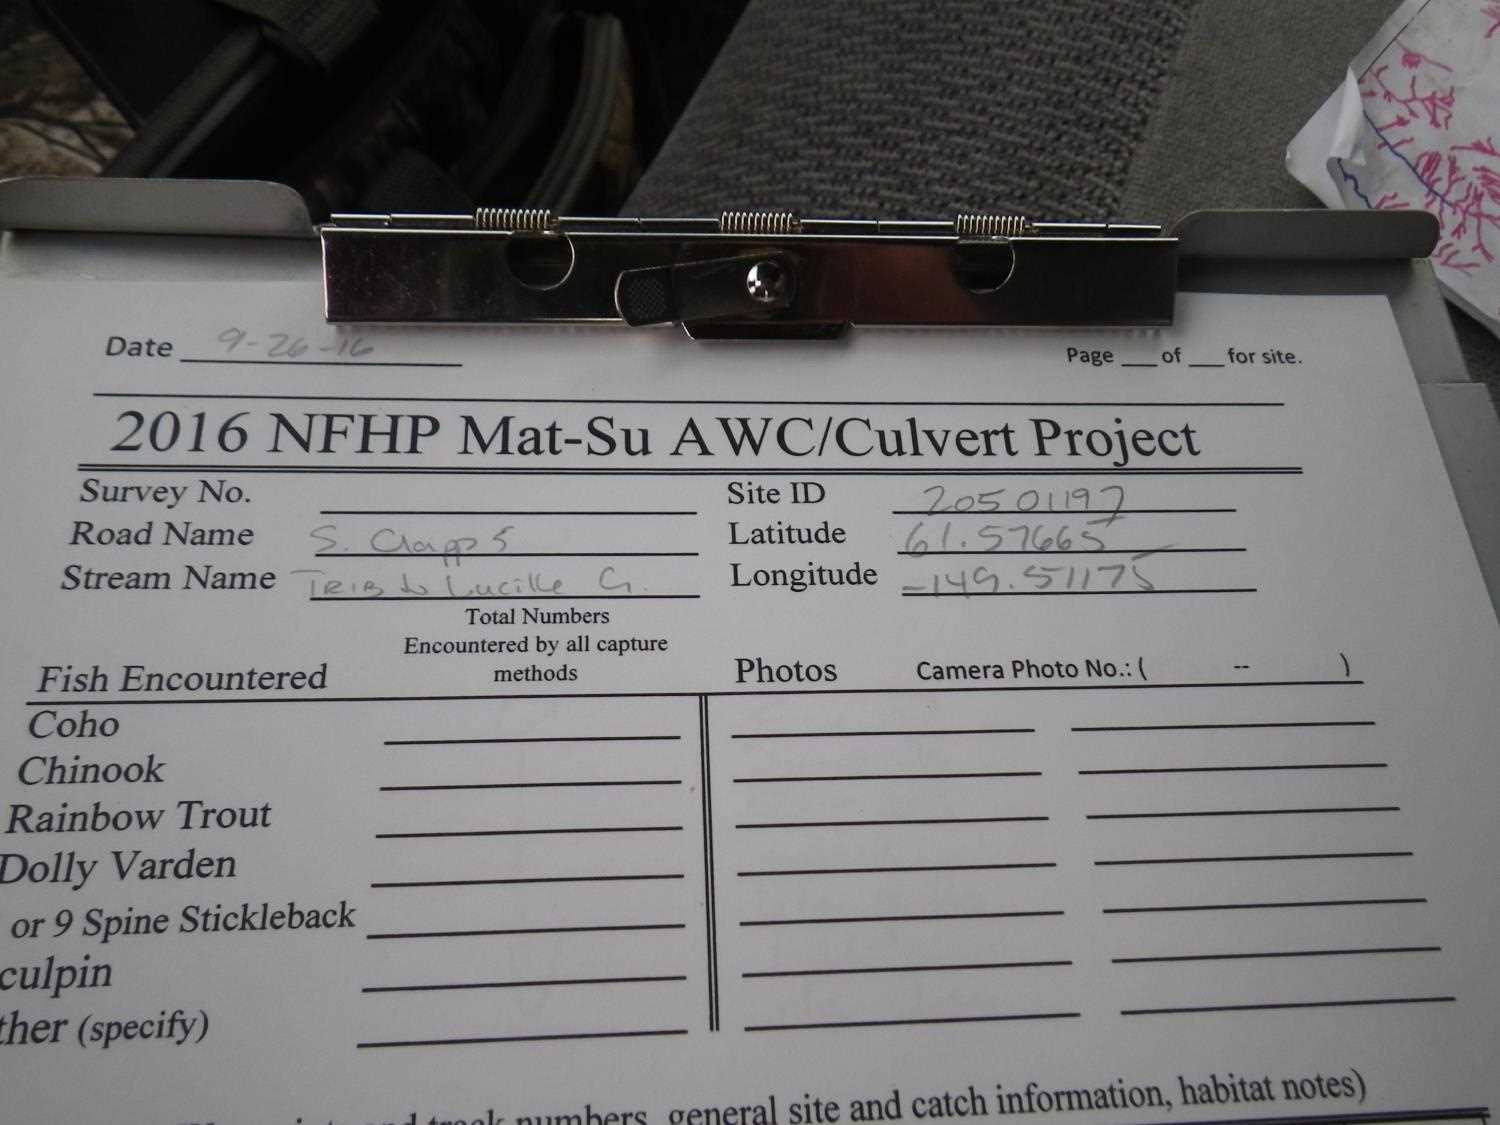 Date 9-26-16
Page ___ of ___ for site.
2016 NFHP Mat-Su AWC/Culvert Project
Survey No.
Site ID 20501197
Road Name S. Clapp S
Latitude 61.57665
Stream Name Trib to Lucille C.
Longitude -149.51175
Total Numbers
Encountered by all capture
methods
Fish Encountered
Photos Camera Photo No.: ( -- )
Coho
Chinook
Rainbow Trout
Dolly Varden
or 9 Spine Stickleback
culpin
ther (specify)
numbers, general site and catch information, habitat notes)